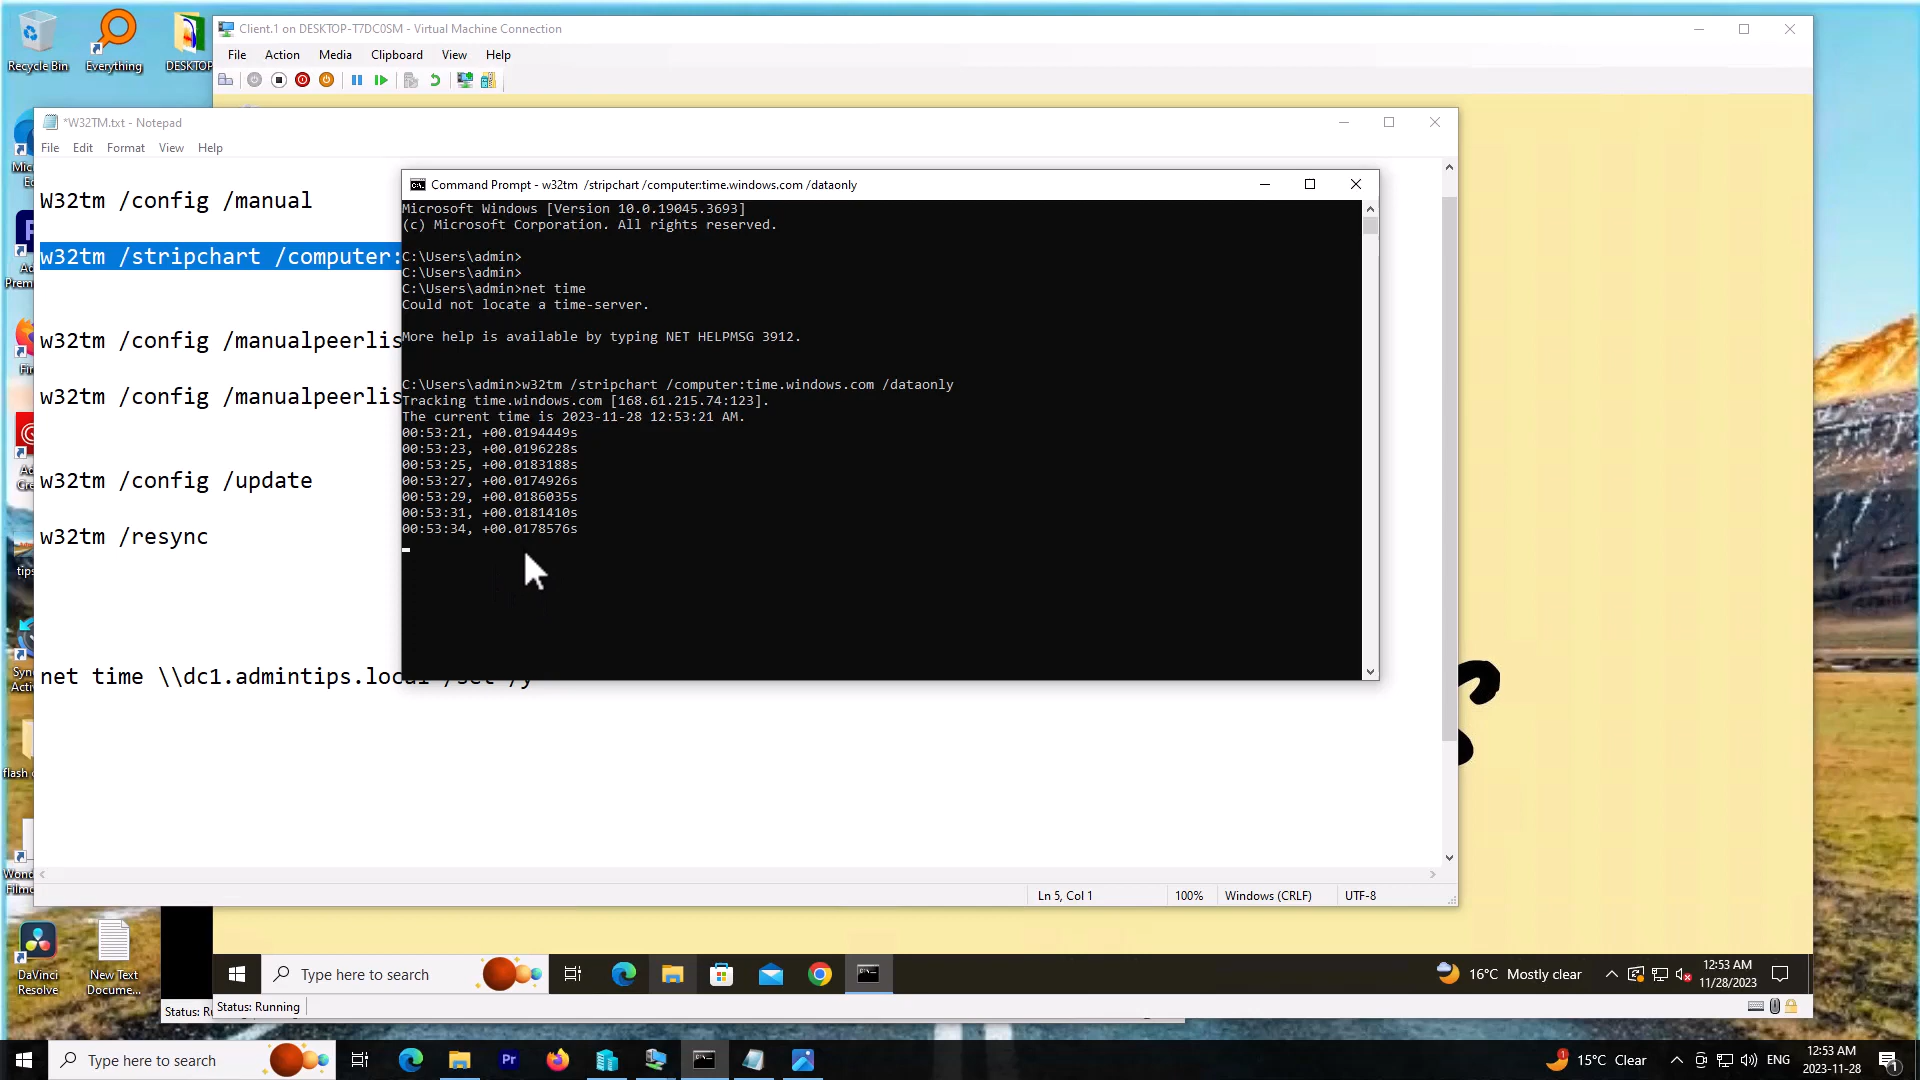 Recycle Bin
Everything
DESKTOP
Client.1 on DESKTOP-T7DC0SM - Virtual Machine Connection
File Action Media Clipboard View Help
*W32TM.txt - Notepad
File Edit Format View Help
W32tm /config /manual
w32tm /stripchart /computer:
w32tm /config /manualpeerlis
w32tm /config /manualpeerlis
w32tm /config /update
w32tm /resync
net time \\dc1.admintips.local /set /y
Command Prompt - w32tm /stripchart /computer:time.windows.com /dataonly
Microsoft Windows [Version 10.0.19045.3693]
(c) Microsoft Corporation. All rights reserved.
C:\Users\admin>
C:\Users\admin>
C:\Users\admin>net time
Could not locate a time-server.
More help is available by typing NET HELPMSG 3912.
C:\Users\admin>w32tm /stripchart /computer:time.windows.com /dataonly
Tracking time.windows.com [168.61.215.74:123].
The current time is 2023-11-28 12:53:21 AM.
00:53:21, +00.0194449s
00:53:23, +00.0196228s
00:53:25, +00.0183188s
00:53:27, +00.0174926s
00:53:29, +00.0186035s
00:53:31, +00.0181410s
00:53:34, +00.0178576s
Ln 5, Col 1
100%
Windows (CRLF)
UTF-8
Prem
tips
flash
DaVinci
Resolve
New Text
Docume...
Type here to search
16°C Mostly clear
12:53 AM
11/28/2023
Status: Running
Type here to search
Pr
15°C Clear
ENG
12:53 AM
2023-11-28
1